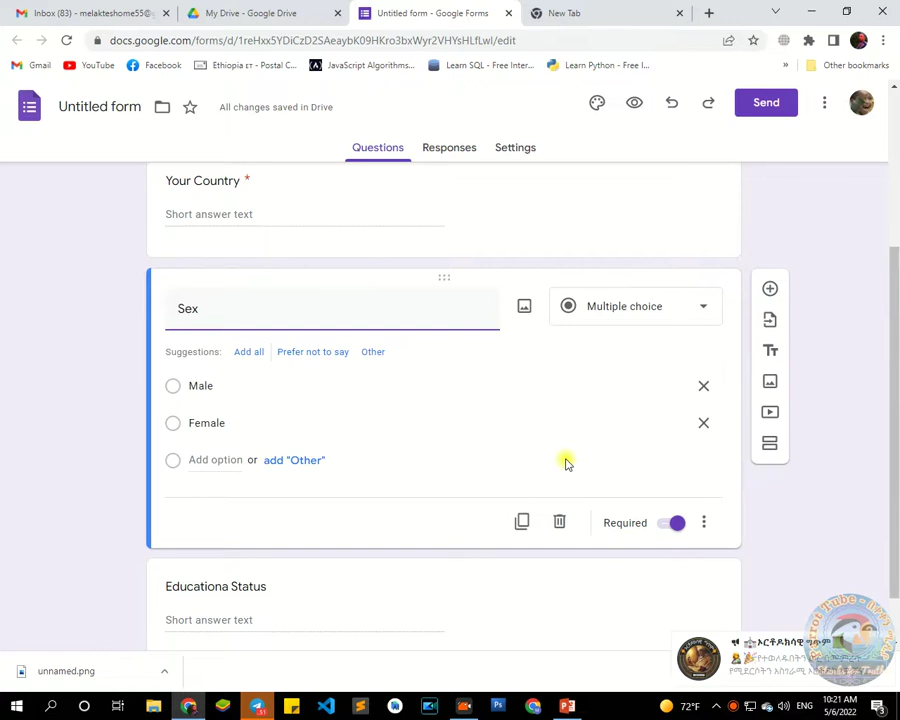 Inbox (83) - melakteshome55@g
My Drive - Google Drive
Untitled form - Google Forms
New Tab
docs.google.com/forms/d/1reHxx5YDiCzD2SAeaybK09HKro3bxWyr2VHYsHLfLwI/edit
Gmail
YouTube
Facebook
Ethiopia ετ - Postal C...
JavaScript Algorithms...
Learn SQL - Free Inter...
Learn Python - Free I...
»
Other bookmarks
Untitled form
All changes saved in Drive
Send
Questions
Responses
Settings
Your Country *
Short answer text
Sex
Multiple choice
Suggestions:
Add all
Prefer not to say
Other
Male
Female
Add option or add "Other"
Required
Educationa Status
Short answer text
unnamed.png
72°F
ENG
10:21 AM
5/6/2022